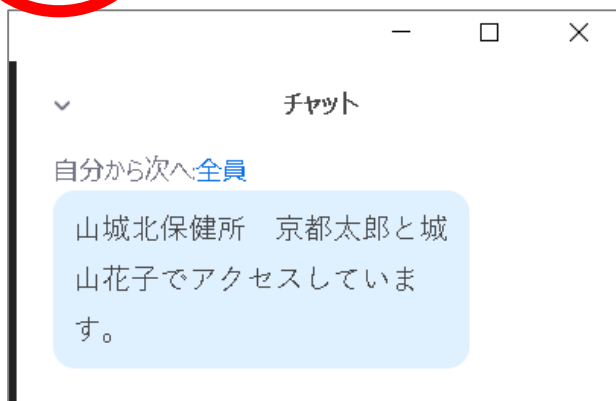 チャット
自分から次へ:全員
山城北保健所　京都太郎と城
山花子でアクセスしていま
す。